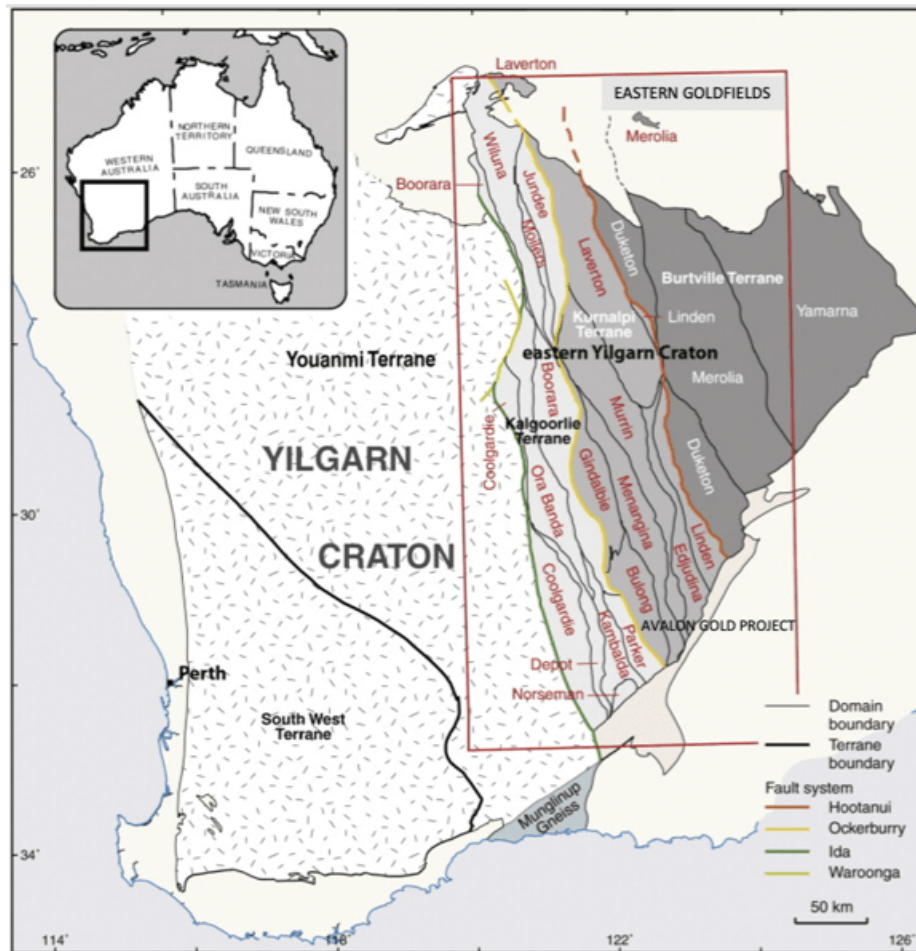 Laverton
EASTERN GOLDFIELDS
NORTHERN
TERRITORY
WESTERN
AUSTRALIA
QUEENSLAND
SOUTH
AUSTRALIA
NEW SOUTH
WALES
VICTORIA
TASMANIA
26°
Merolia
Wiluna
Boorara
Jundee
Moilers
Duketon
Laverton
Burtville Terrane
Yamarna
Kurnalpi
Terrane
Linden
Youanmi Terrane
eastern Yilgarn Craton
Boorara
Merolia
Kalgoorlie
Terrane
Murrin
Coolgardie
YILGARN
Gindalbie
Duketon
Ora Banda
Menangina
30°
CRATON
Linden
Edjudina
Coolgardie
Bulong
AVALON GOLD PROJECT
Parker
Kambalda
Perth
Depot
Norseman
South West
Terrane
Domain
boundary
Terrane
boundary
Fault system
Hootanui
Ockerburry
Ida
Waroonga
Munglinup
Gneiss
34°
50 km
114°
118°
122°
126°